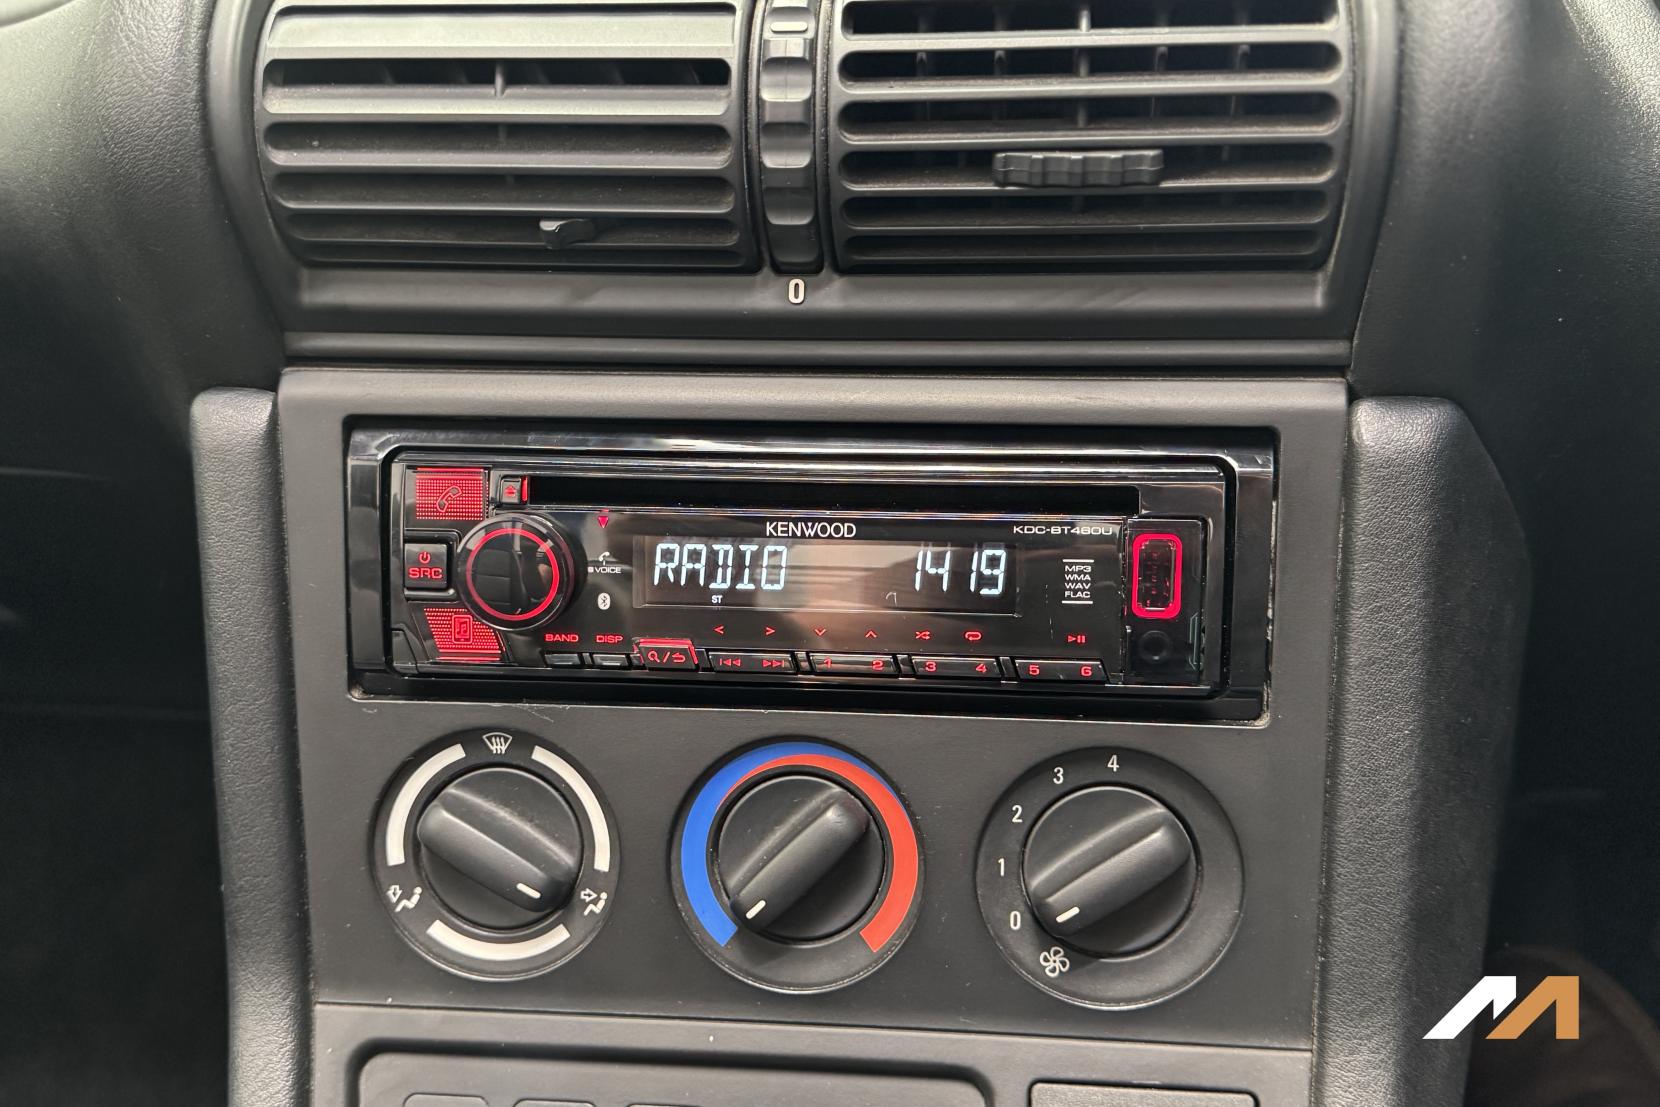 0
KENWOOD
KDC-BT460U
RADIO 1419
ST
VOICE
SRC
MP3
WMA
WAV
FLAC
BAND DISP
1 2 3 4 5 6
4
3
2
1
0